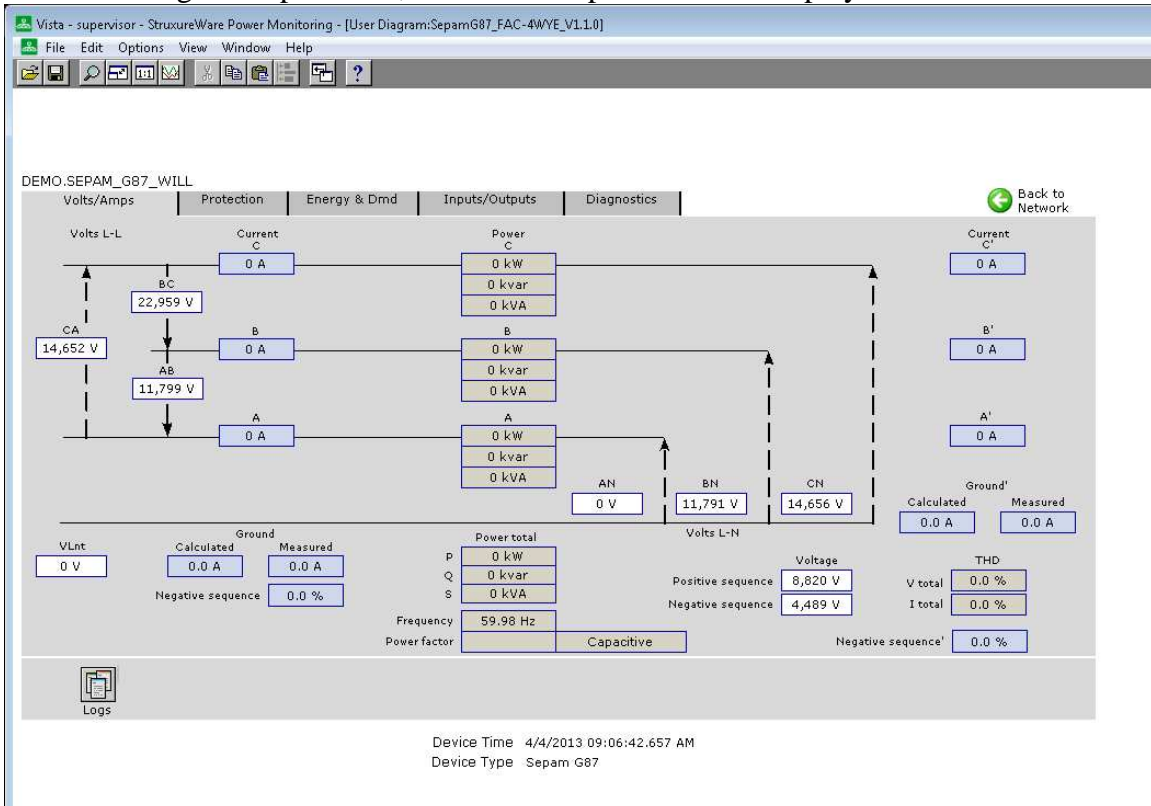 Vista - supervisor - StruxureWare Power Monitoring - [User Diagram:SepamG87_FAC-4WYE_V1.1.0]
File Edit Options View Window Help
1:1 ?
DEMO.SEPAM_G87_WILL
Volts/Amps Protection Energy & Dmd Inputs/Outputs Diagnostics
Back to
Network
Volts L-L Current Power Current
C C C'
0 A 0 kW 0 A
BC 0 kvar
22,959 V 0 kVA
CA B B B'
14,652 V 0 A 0 kW 0 A
AB 0 kvar
11,799 V 0 kVA
A A A'
0 A 0 kW 0 A
0 kvar
0 kVA
AN BN CN Ground'
0 V 11,791 V 14,656 V Calculated Measured
0.0 A 0.0 A
Ground Power total Volts L-N
VLnt Calculated Measured P 0 kW Voltage THD
0 V 0.0 A 0.0 A Q 0 kvar Positive sequence 8,820 V V total 0.0 %
Negative sequence 0.0 % S 0 kVA Negative sequence 4,489 V I total 0.0 %
Frequency 59.98 Hz
Power factor Capacitive Negative sequence' 0.0 %
Logs
Device Time 4/4/2013 09:06:42.657 AM
Device Type Sepam G87